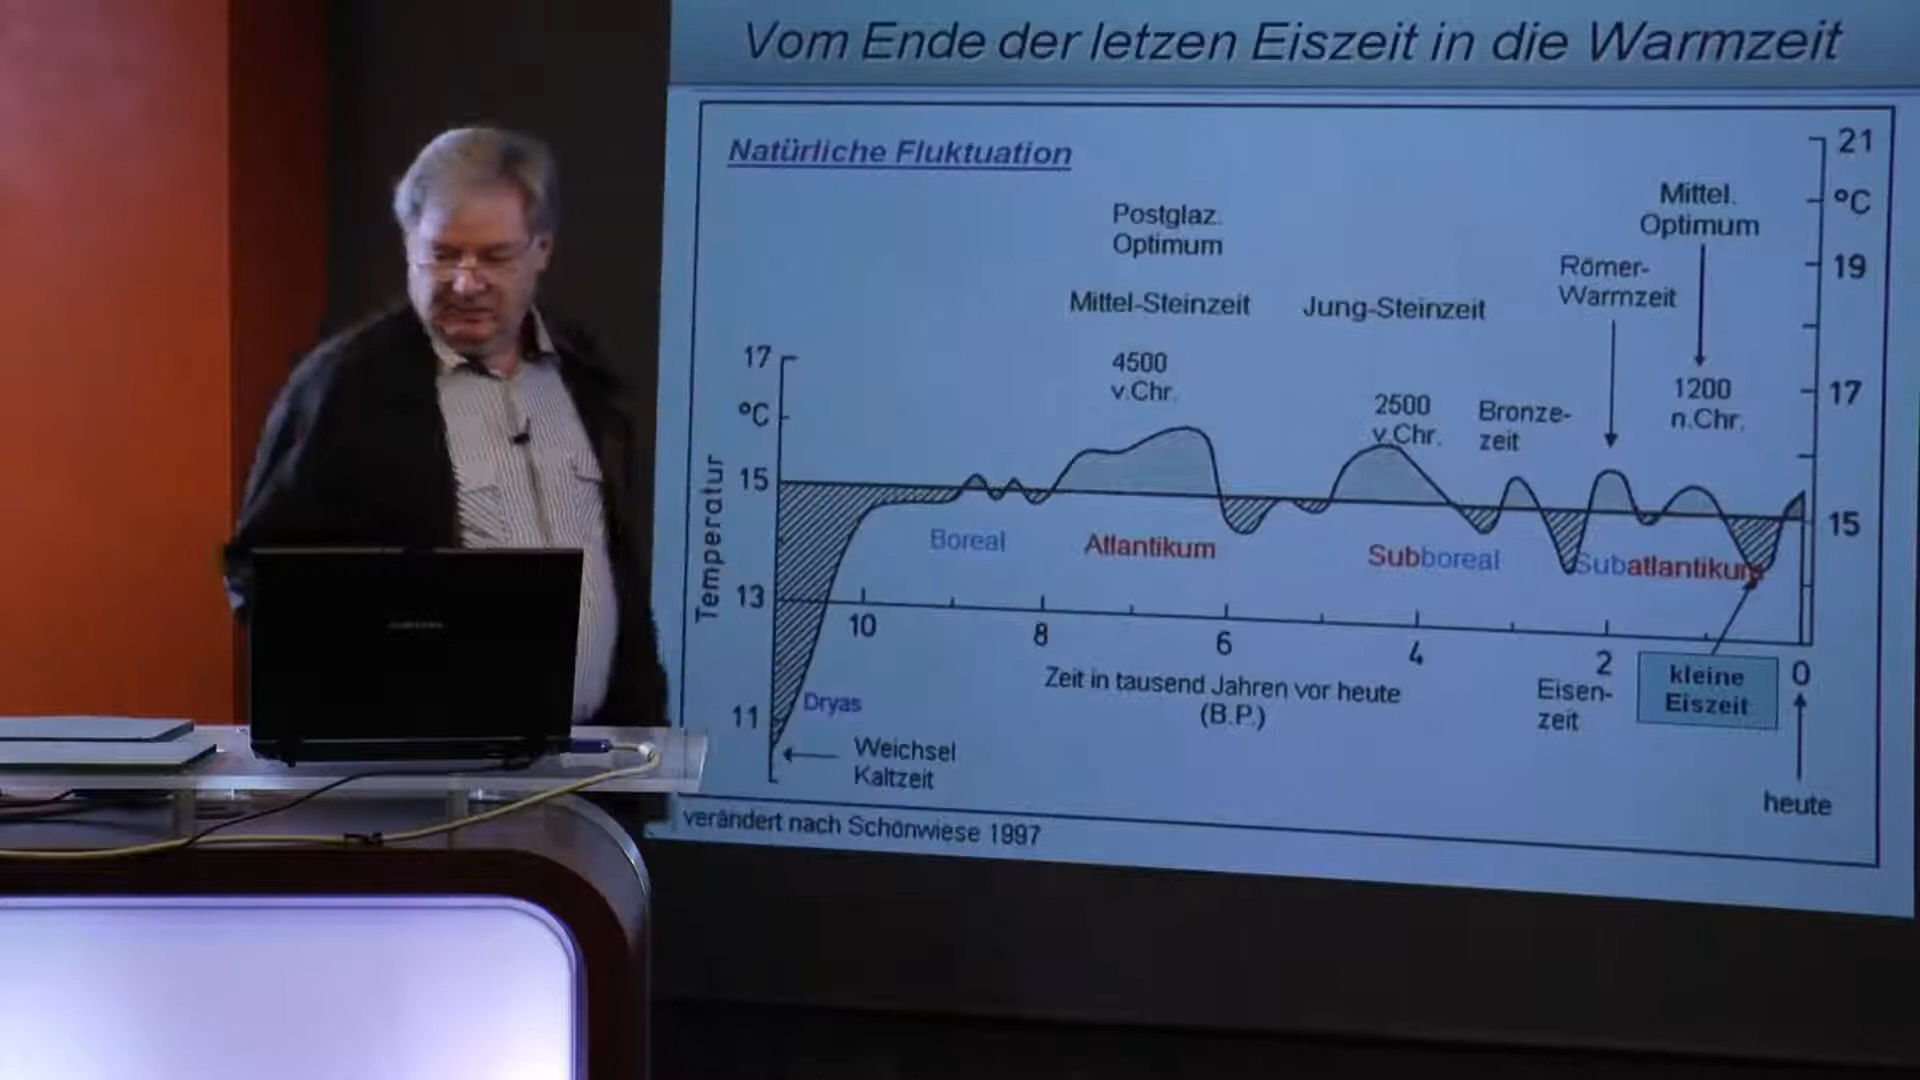 Vom Ende der letzen Eiszeit in die Warmzeit
Natürliche Fluktuation
21
°C
19
17
15
Mittel.
Optimum
Römer-
Warmzeit
Postglaz.
Optimum
Mittel-Steinzeit
Jung-Steinzeit
4500
v.Chr.
2500
v.Chr.
Bronze-
zeit
1200
n.Chr.
17
°C
15
13
11
Temperatur
Boreal
Atlantikum
Subboreal
Subatlantikum
10
8
6
4
2
0
Zeit in tausend Jahren vor heute
(B.P.)
Dryas
Weichsel
Kaltzeit
Eisen-
zeit
kleine
Eiszeit
heute
verändert nach Schönwiese 1997